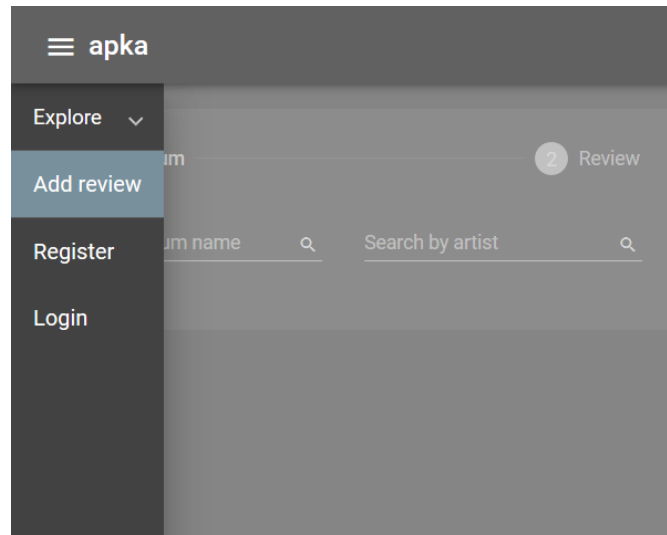 apka
Explore
um
2 Review
Add review
um name
Search by artist
Register
Login